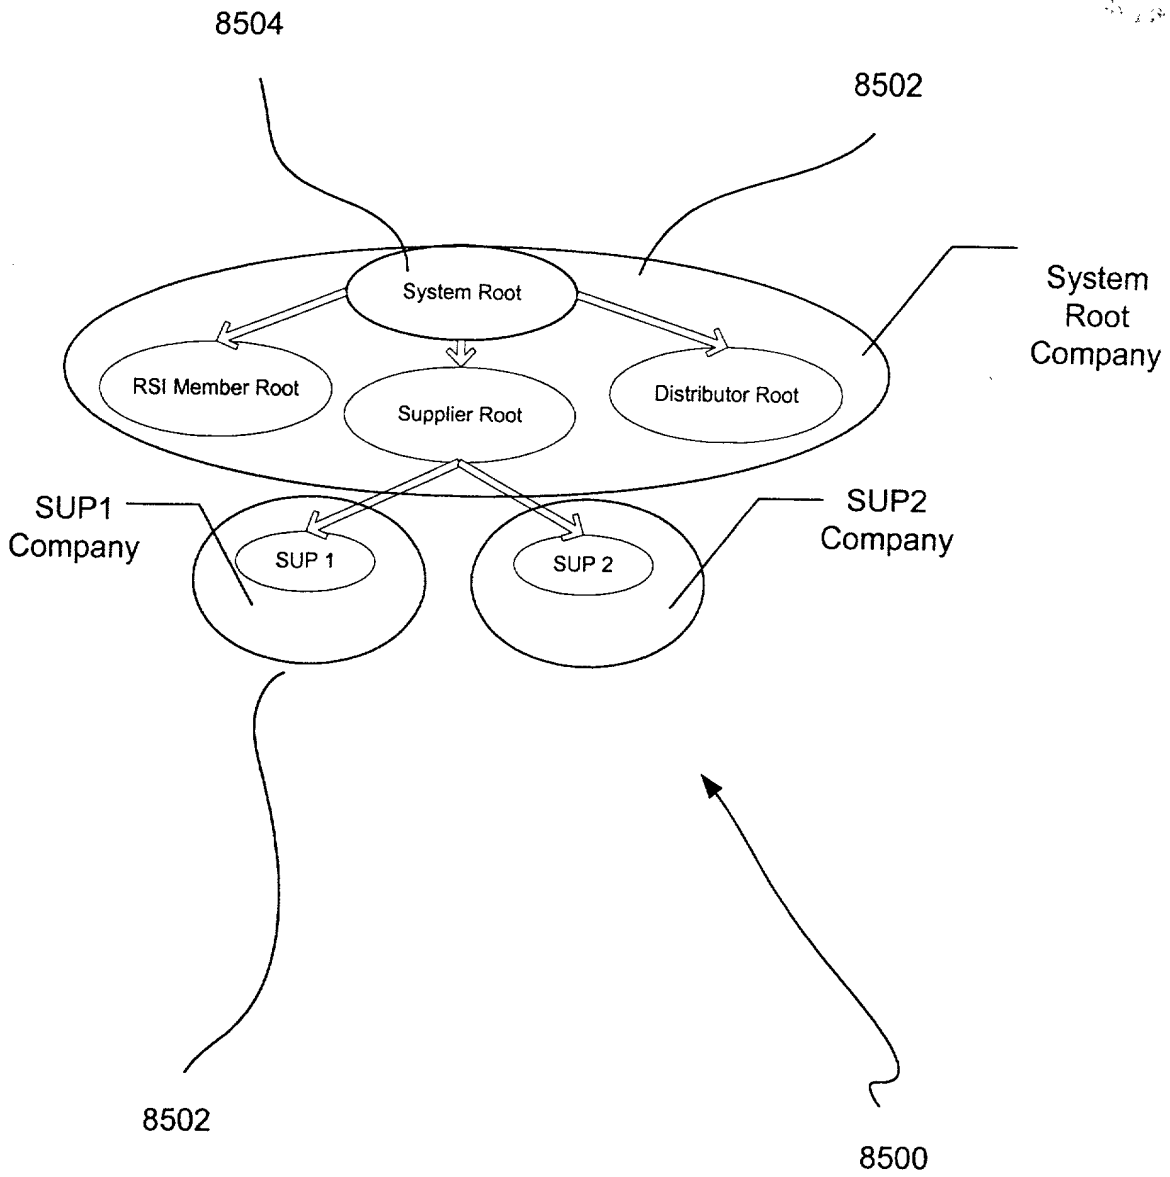 8504
8502
System Root
System
Root
Company
RSI Member Root
Supplier Root
Distributor Root
SUP1
Company
SUP 1
SUP 2
SUP2
Company
8502
8500